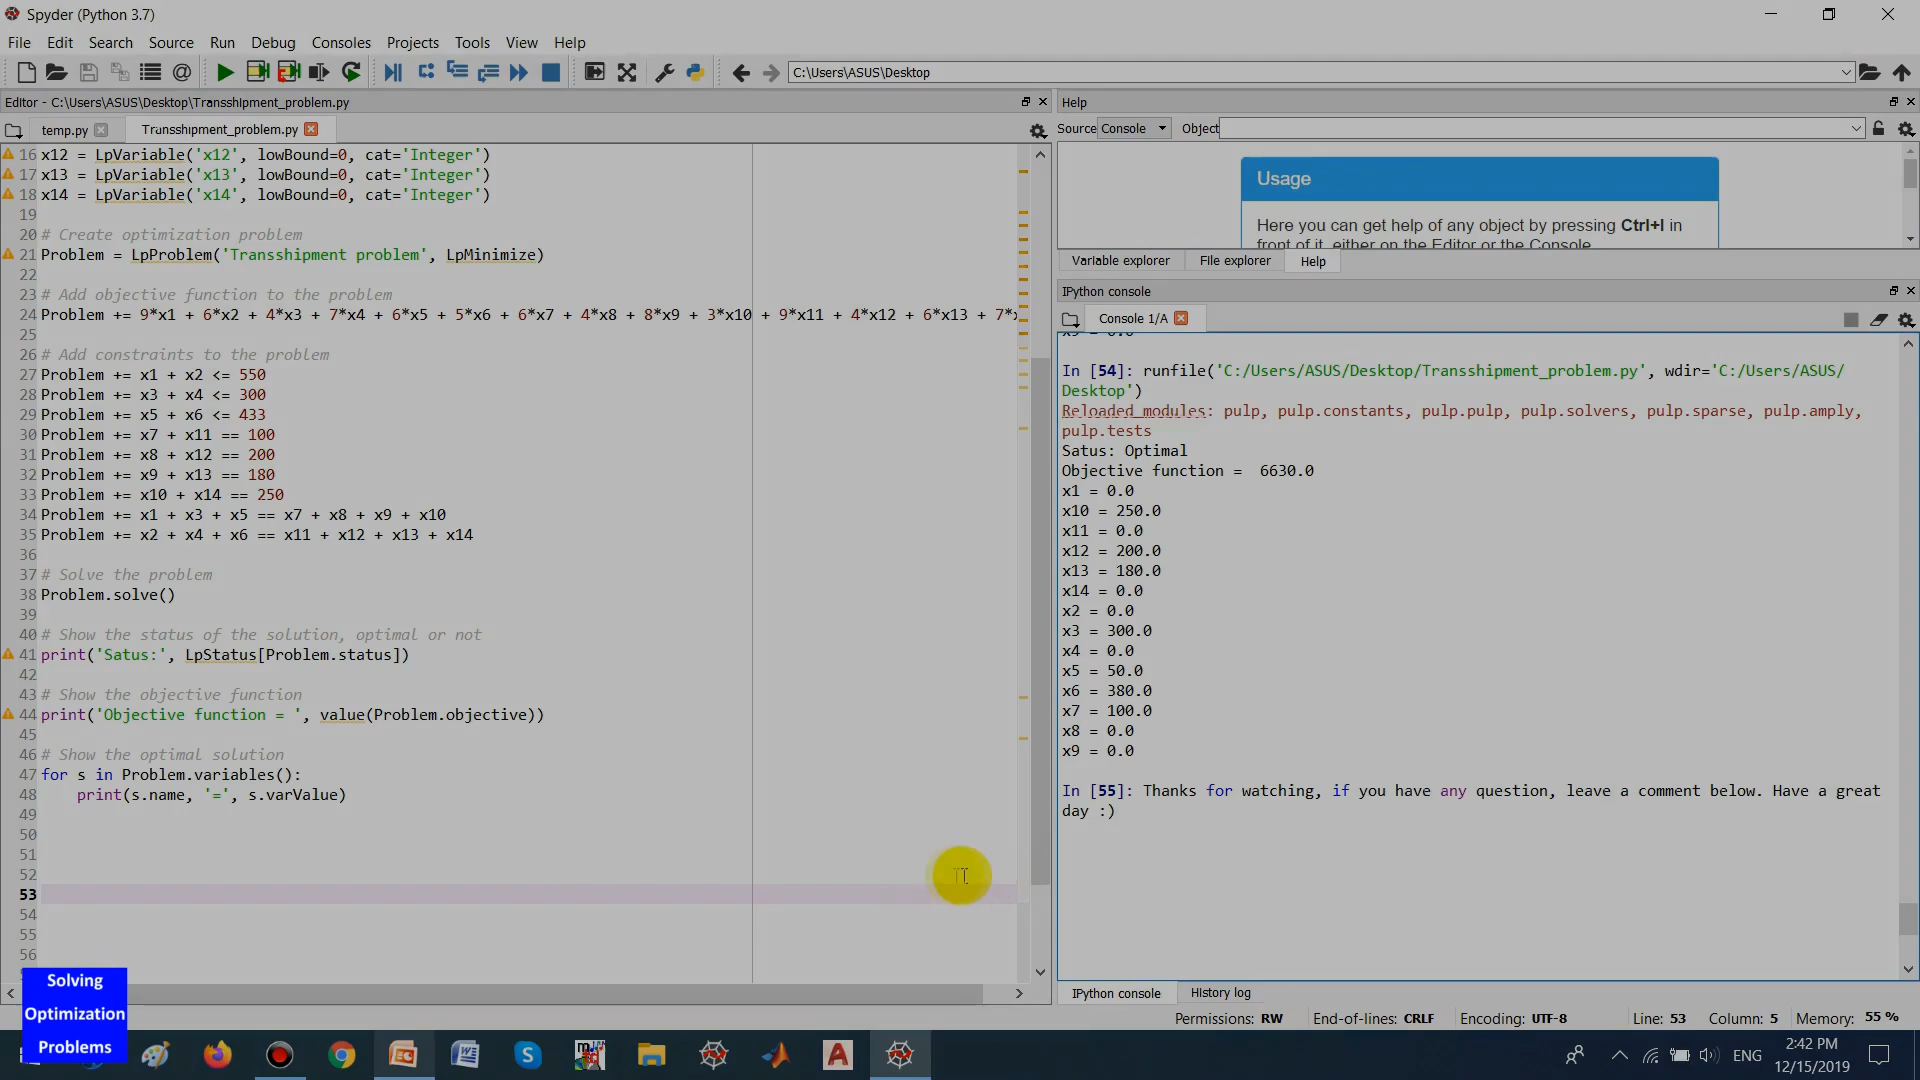 Spyder (Python 3.7)
File Edit Search Source Run Debug Consoles Projects Tools View Help
C:\Users\ASUS\Desktop
Editor - C:\Users\ASUS\Desktop\Transshipment_problem.py
temp.py Transshipment_problem.py
16 x12 = LpVariable('x12', lowBound=0, cat='Integer')
17 x13 = LpVariable('x13', lowBound=0, cat='Integer')
18 x14 = LpVariable('x14', lowBound=0, cat='Integer')
19
20 # Create optimization problem
21 Problem = LpProblem('Transshipment problem', LpMinimize)
22
23 # Add objective function to the problem
24 Problem += 9*x1 + 6*x2 + 4*x3 + 7*x4 + 6*x5 + 5*x6 + 6*x7 + 4*x8 + 8*x9 + 3*x10 + 9*x11 + 4*x12 + 6*x13 + 7*
25
26 # Add constraints to the problem
27 Problem += x1 + x2 <= 550
28 Problem += x3 + x4 <= 300
29 Problem += x5 + x6 <= 433
30 Problem += x7 + x11 == 100
31 Problem += x8 + x12 == 200
32 Problem += x9 + x13 == 180
33 Problem += x10 + x14 == 250
34 Problem += x1 + x3 + x5 == x7 + x8 + x9 + x10
35 Problem += x2 + x4 + x6 == x11 + x12 + x13 + x14
36
37 # Solve the problem
38 Problem.solve()
39
40 # Show the status of the solution, optimal or not
41 print('Satus:', LpStatus[Problem.status])
42
43 # Show the objective function
44 print('Objective function = ', value(Problem.objective))
45
46 # Show the optimal solution
47 for s in Problem.variables():
48     print(s.name, '=', s.varValue)
49
50
51
52
53
54
55
56
Solving
Optimization
Problems
Help
Source Console Object
Usage
Here you can get help of any object by pressing Ctrl+I in
front of it, either on the Editor or the Console.
Variable explorer File explorer Help
IPython console
Console 1/A
x9 = 0.0
In [54]: runfile('C:/Users/ASUS/Desktop/Transshipment_problem.py', wdir='C:/Users/ASUS/
Desktop')
Reloaded modules: pulp, pulp.constants, pulp.pulp, pulp.solvers, pulp.sparse, pulp.amply,
pulp.tests
Satus: Optimal
Objective function =  6630.0
x1 = 0.0
x10 = 250.0
x11 = 0.0
x12 = 200.0
x13 = 180.0
x14 = 0.0
x2 = 0.0
x3 = 300.0
x4 = 0.0
x5 = 50.0
x6 = 380.0
x7 = 100.0
x8 = 0.0
x9 = 0.0
In [55]: Thanks for watching, if you have any question, leave a comment below. Have a great
day :)
IPython console History log
Permissions: RW End-of-lines: CRLF Encoding: UTF-8 Line: 53 Column: 5 Memory: 55 %
ENG
2:42 PM
12/15/2019